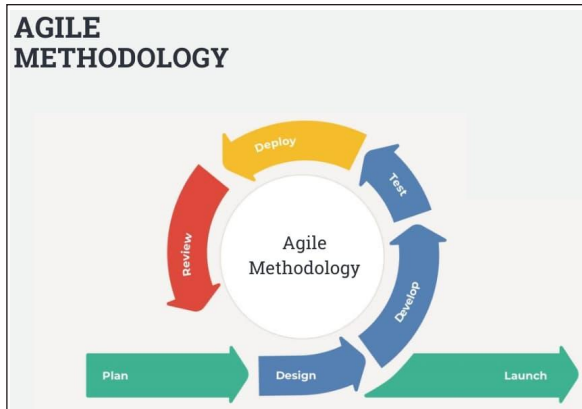 AGILE
METHODOLOGY
Deploy
Test
Review
Agile
Methodology
Develop
Plan
Design
Launch